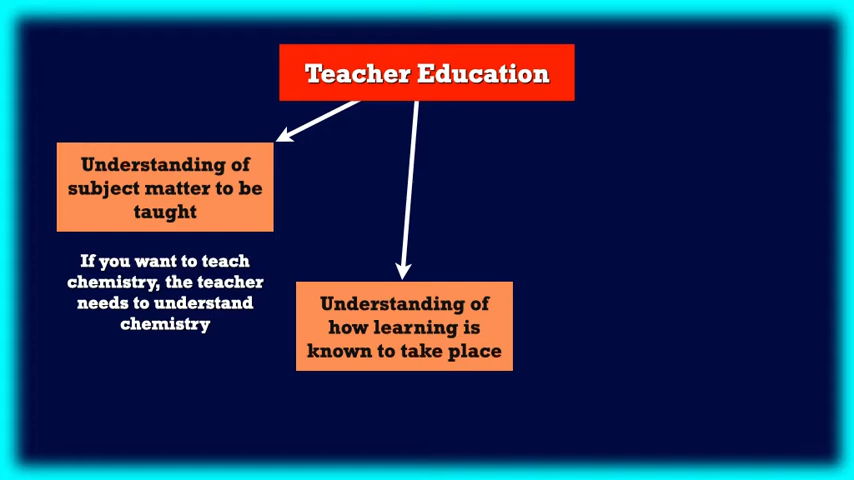 Teacher Education
Understanding of
subject matter to be
taught
If you want to teach
chemistry, the teacher
needs to understand
chemistry
Understanding of
how learning is
known to take place